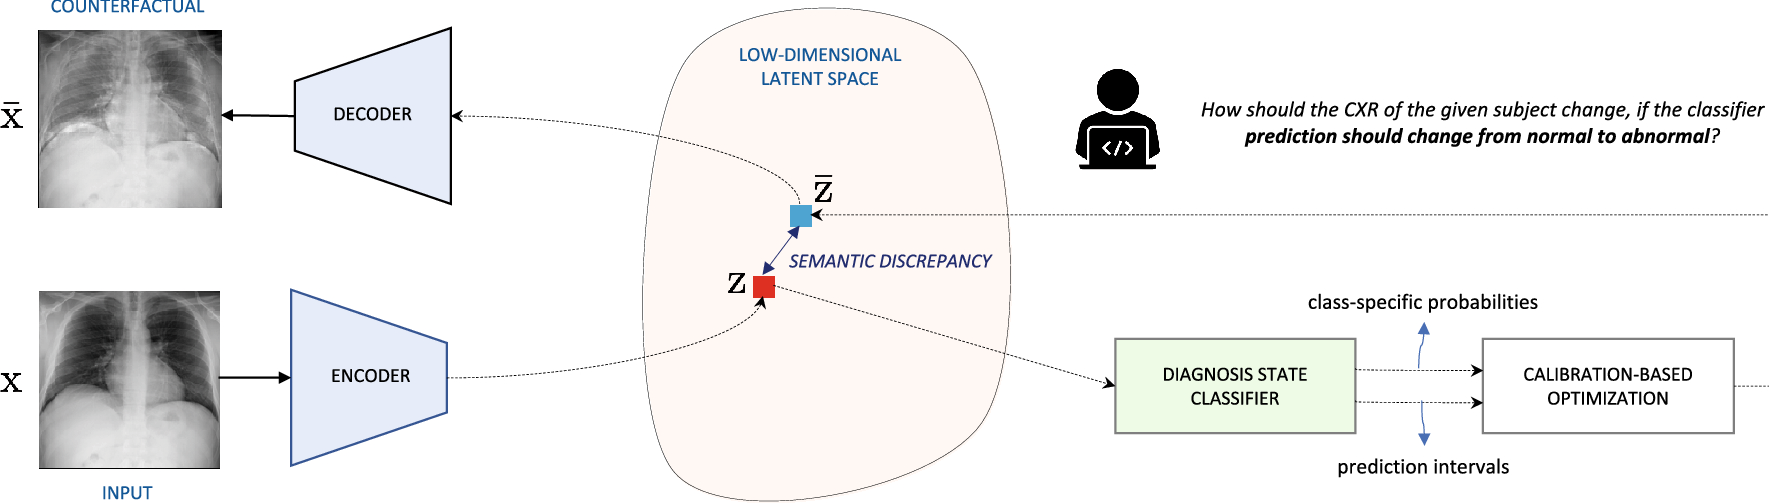 COUNTERFACTUAL
x̄
DECODER
LOW-DIMENSIONAL
LATENT SPACE
How should the CXR of the given subject change, if the classifier
prediction should change from normal to abnormal?
</>
z̄
SEMANTIC DISCREPANCY
z
x
ENCODER
INPUT
class-specific probabilities
DIAGNOSIS STATE
CLASSIFIER
CALIBRATION-BASED
OPTIMIZATION
prediction intervals